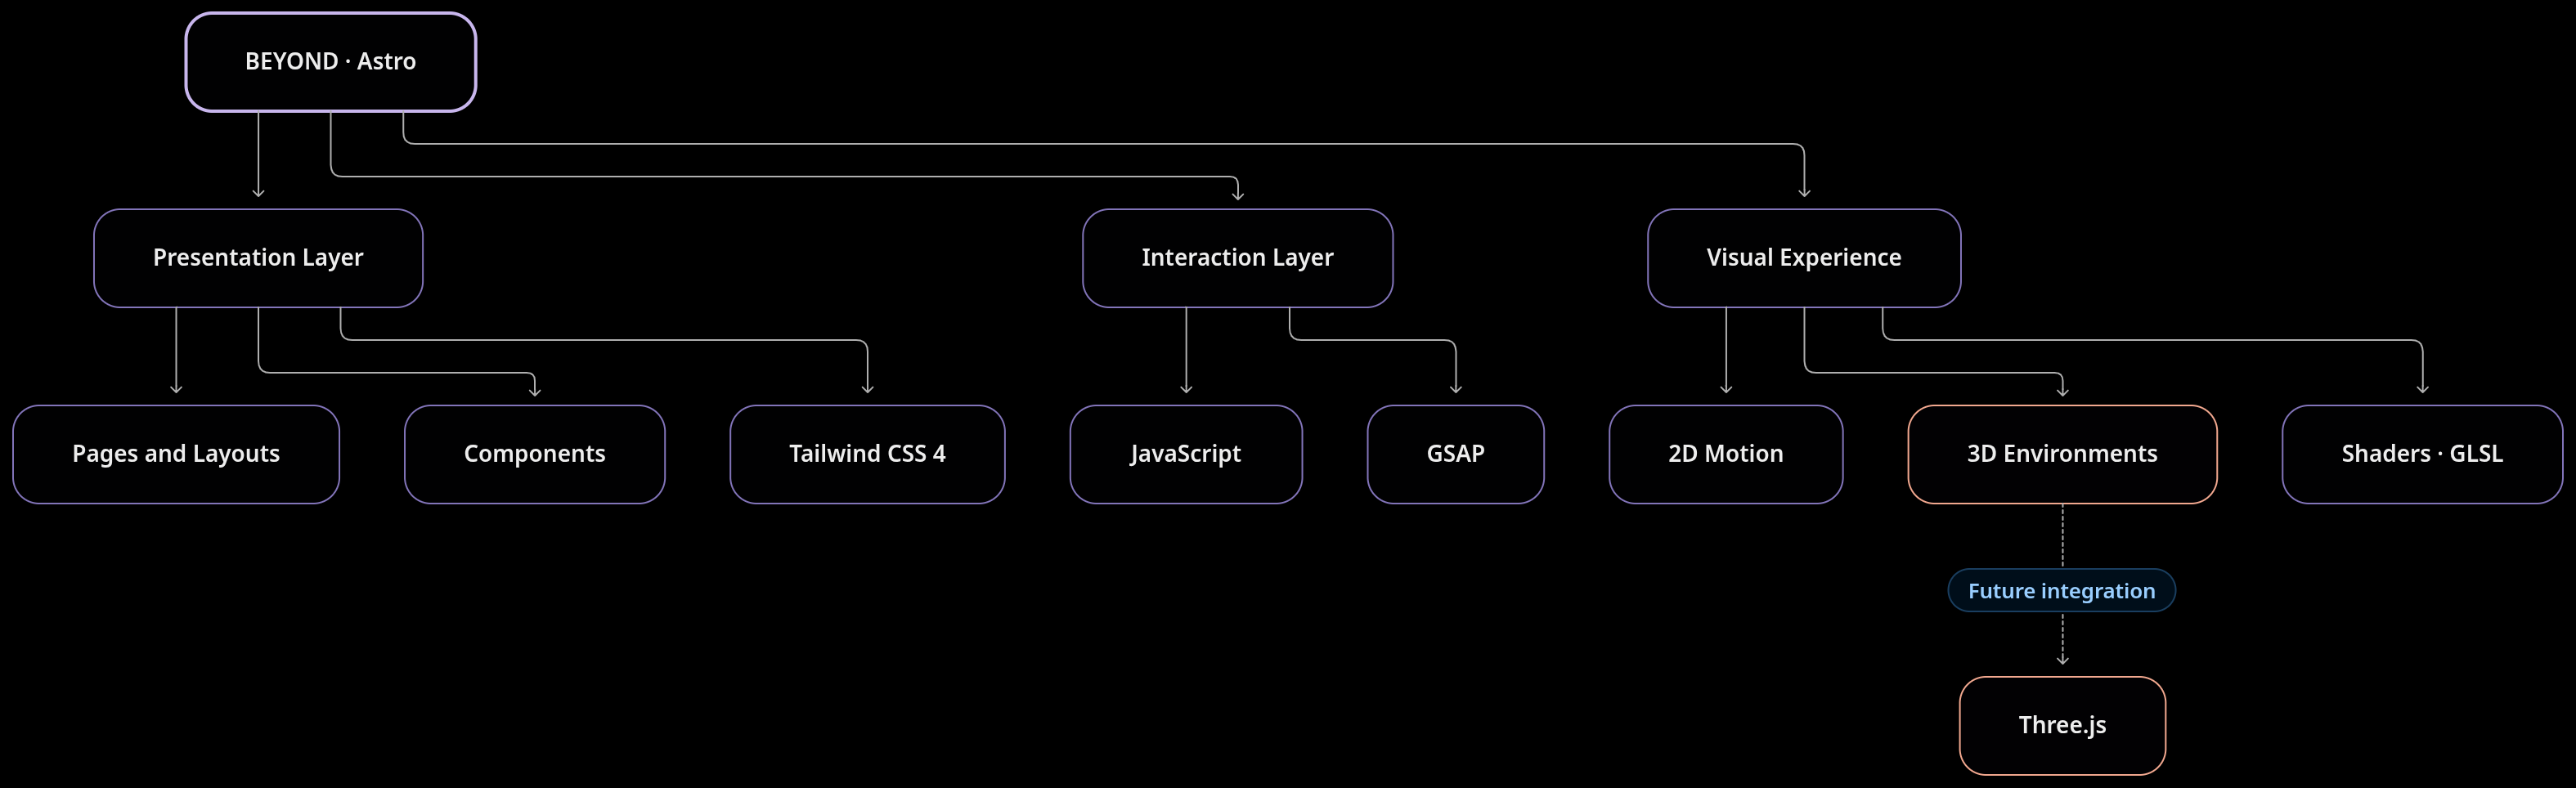 BEYOND · Astro
Presentation Layer
Interaction Layer
Visual Experience
Pages and Layouts
Components
Tailwind CSS 4
JavaScript
GSAP
2D Motion
3D Environments
Shaders · GLSL
Future integration
Three.js